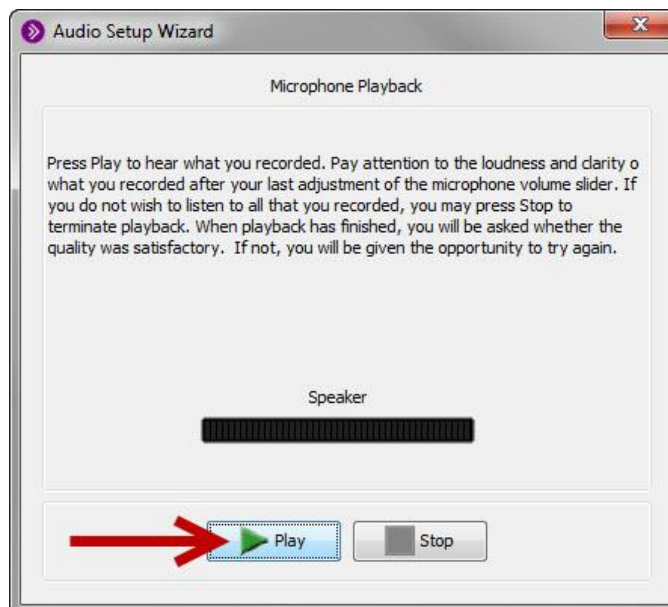 Audio Setup Wizard
Microphone Playback
Press Play to hear what you recorded. Pay attention to the loudness and clarity o
what you recorded after your last adjustment of the microphone volume slider. If
you do not wish to listen to all that you recorded, you may press Stop to
terminate playback. When playback has finished, you will be asked whether the
quality was satisfactory.  If not, you will be given the opportunity to try again.
Speaker
Play
Stop